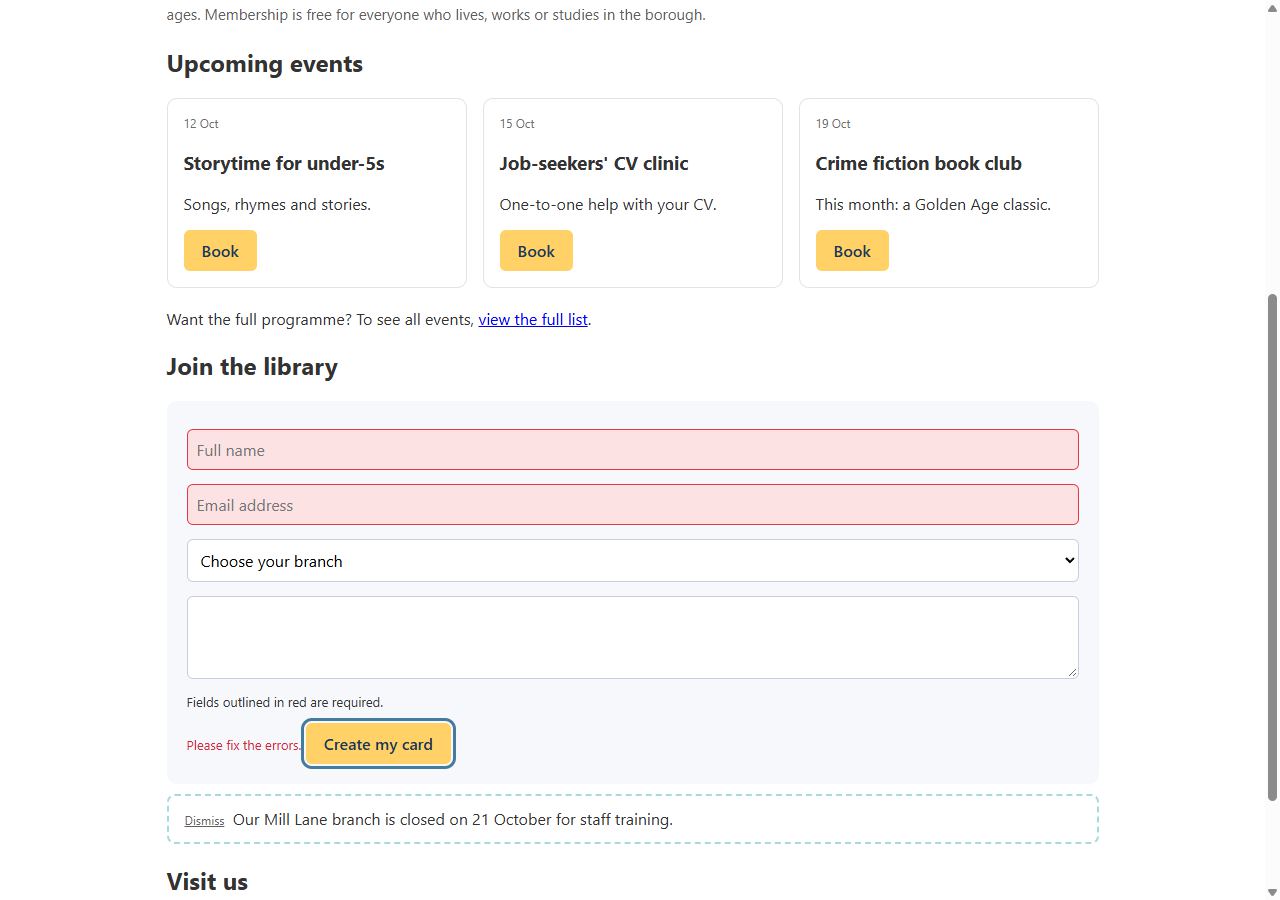 ages. Membership is free for everyone who lives, works or studies in the borough.
Upcoming events
12 Oct
Storytime for under-5s
Songs, rhymes and stories.
Book
15 Oct
Job-seekers' CV clinic
One-to-one help with your CV.
Book
19 Oct
Crime fiction book club
This month: a Golden Age classic.
Book
Want the full programme? To see all events, view the full list.
Join the library
Full name
Email address
Choose your branch
Fields outlined in red are required.
Please fix the errors. Create my card
Dismiss Our Mill Lane branch is closed on 21 October for staff training.
Visit us